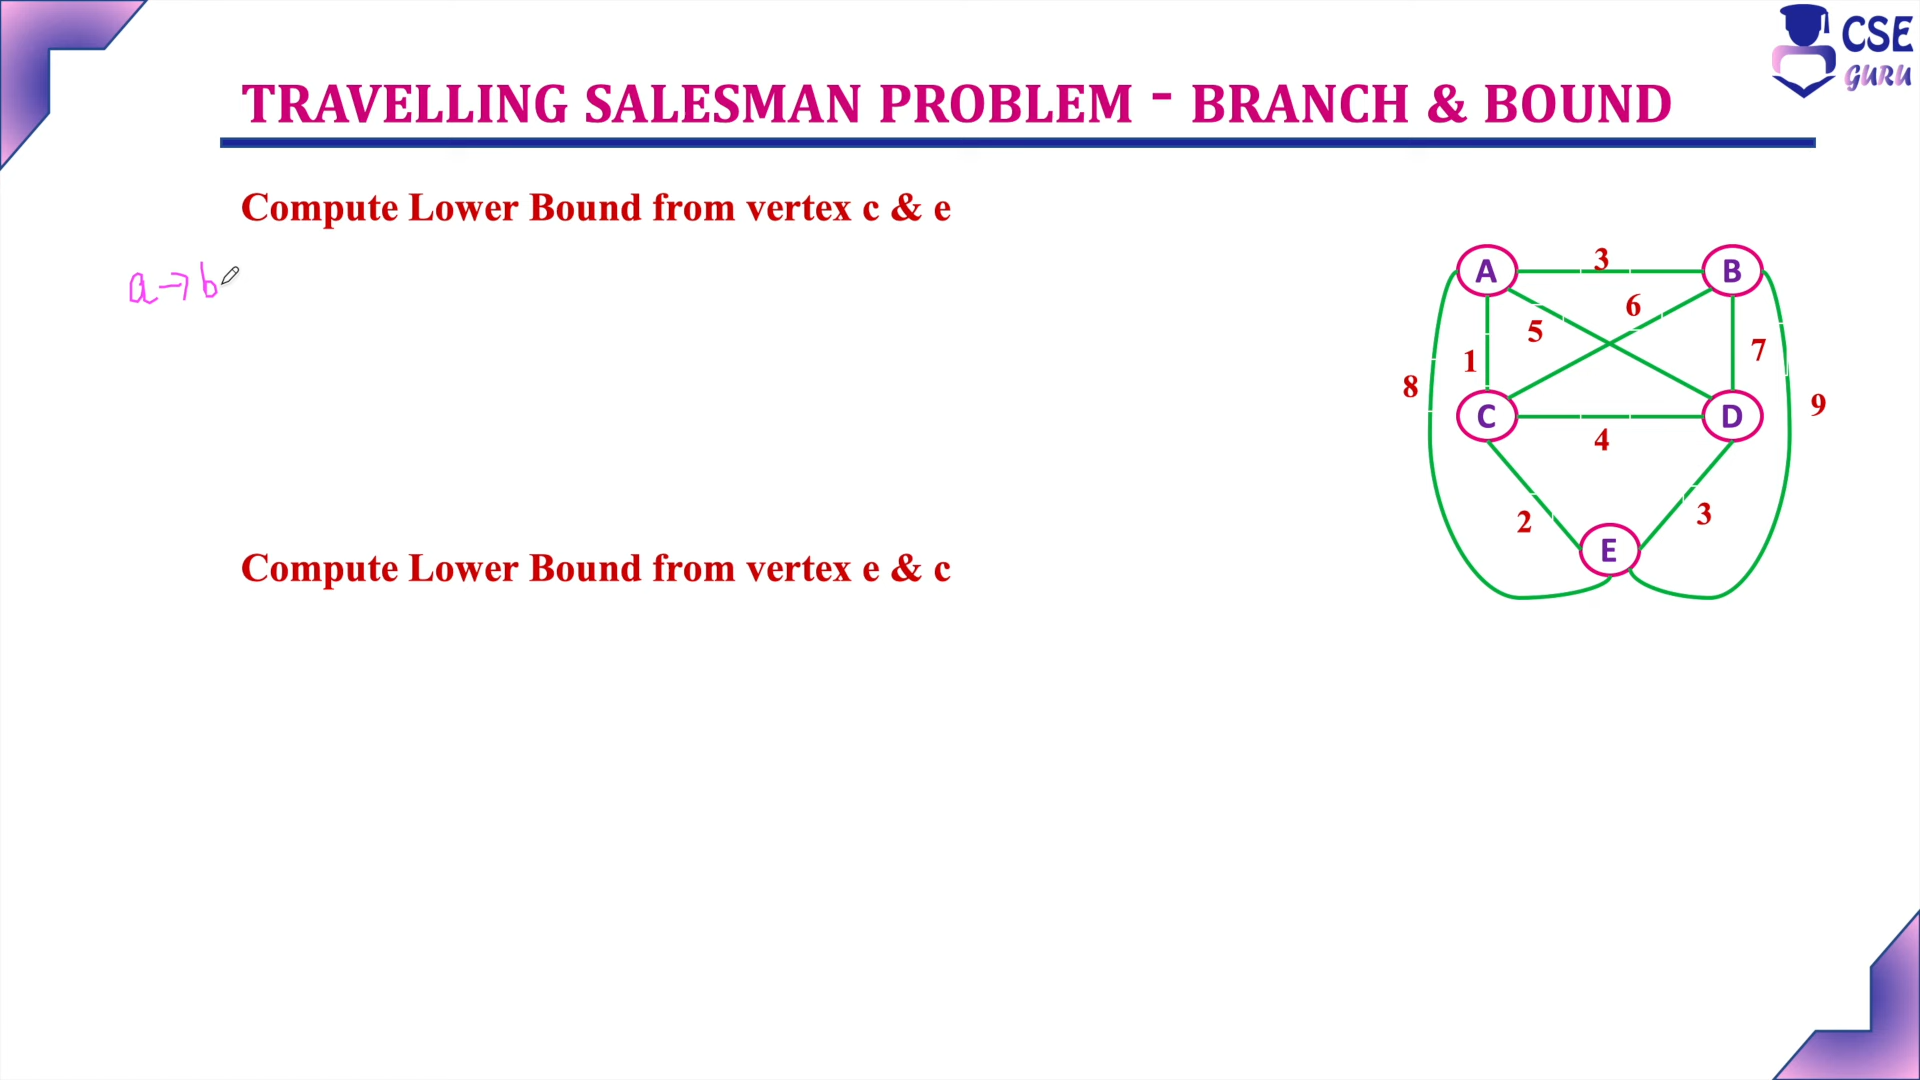 CSE
GURU
TRAVELLING SALESMAN PROBLEM - BRANCH & BOUND
Compute Lower Bound from vertex c & e
a→b
A 3 B
6
5
1 7
8 9
C 4 D
2 3
E
Compute Lower Bound from vertex e & c